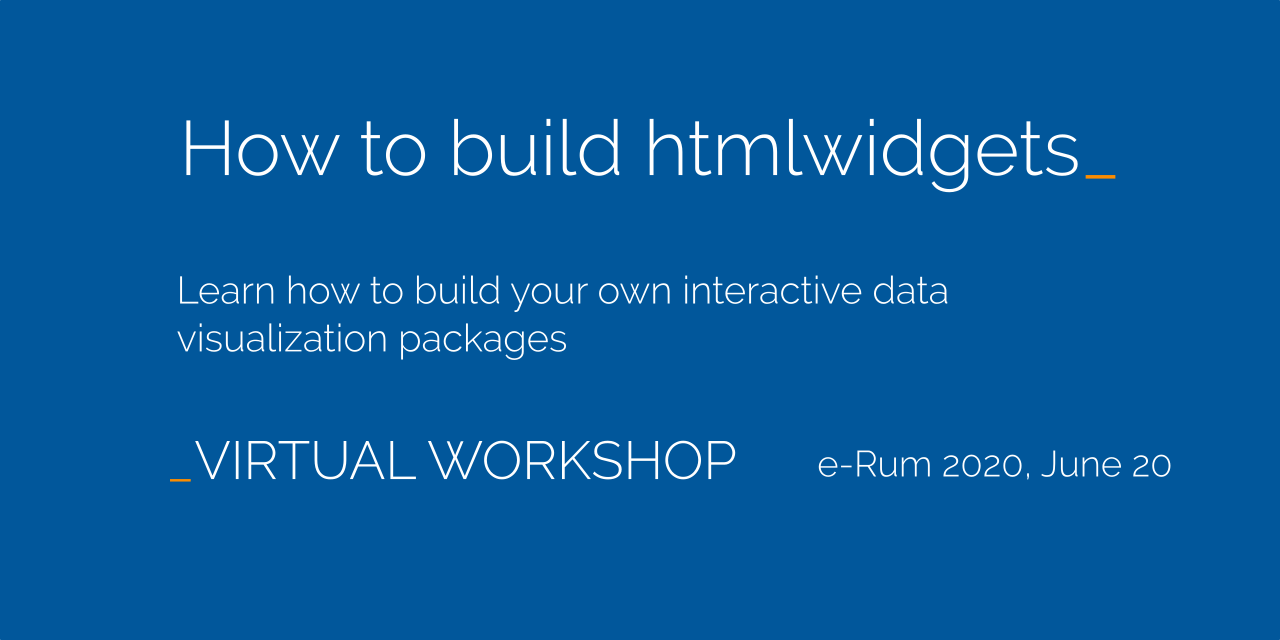 How to build htmlwidgets_
Learn how to build your own interactive data
visualization packages
_VIRTUAL WORKSHOP
e-Rum 2020, June 20